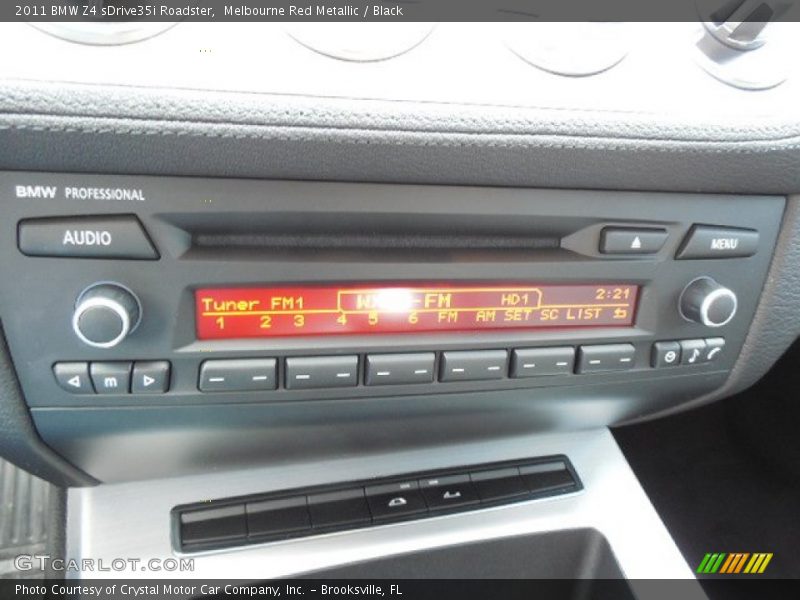 2011 BMW Z4 sDrive35i Roadster,  Melbourne Red Metallic / Black
BMW PROFESSIONAL
AUDIO
MENU
Tuner FM1
-FM HD1
2:21
1 2 3 4 5 6 FM AM SET SC LIST
m
GTCARLOT.COM
Photo Courtesy of Crystal Motor Car Company, Inc. – Brooksville, FL